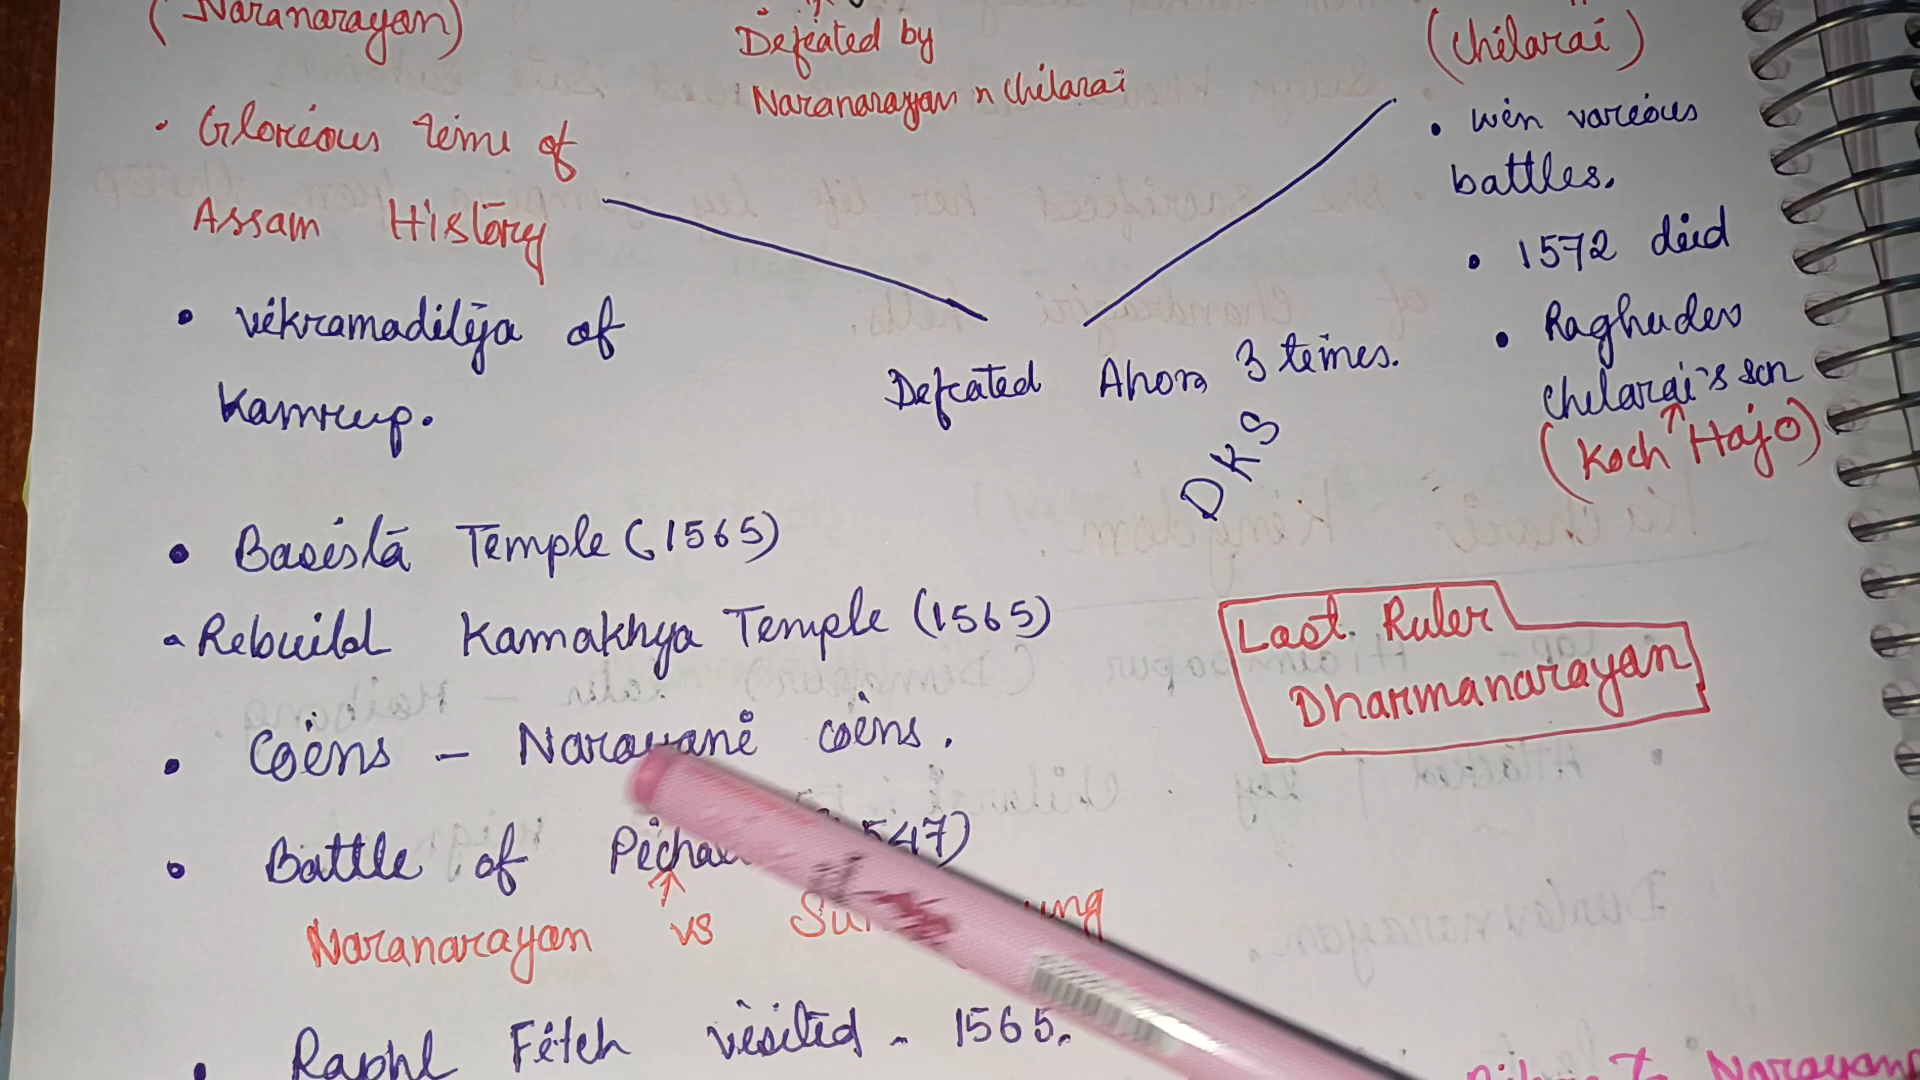 (Naranarayan)
• Glorious time of
Assam History
• vikramaditya of
Kamrup.
• Basista Temple (1565)
- Rebuild Kamakhya Temple (1565)
• Coins – Narayani coins.
• Battle of
Naranarayan vs
• Raphl Fitch visited - 1565.
Defeated by
Naranarayan n Chilarai
Defeated Ahom 3 times.
DKS
(Chilarai)
• win various
battles.
• 1572 died
• Raghudev
chilarai's son
(Koch Hajo)
Last Ruler
Dharmanarayan